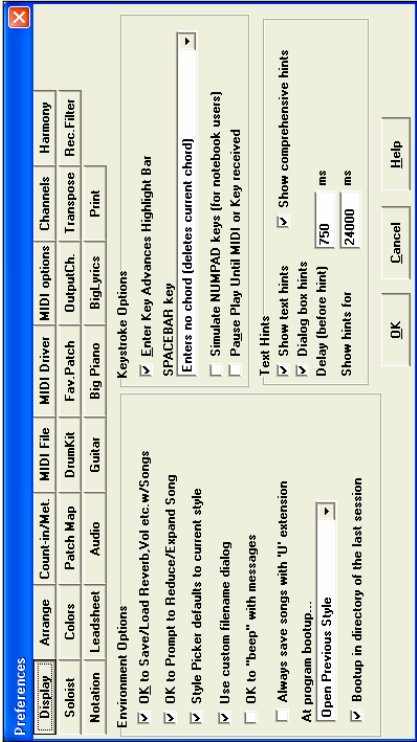 Preferences
Display Arrange Count-in/Met. MIDI File MIDI Driver MIDI options Channels Harmony
Soloist Colors Patch Map DrumKit Fav. Patch OutputCh. Transpose Rec.Filter
Notation Leadsheet Audio Guitar Big Piano BigLyrics Print
Environment Options
OK to Save/Load Reverb,Vol etc.w/Songs
OK to Prompt to Reduce/Expand Song
Style Picker defaults to current style
Use custom filename dialog
OK to "beep" with messages
Always save songs with 'U' extension
At program bootup...
Open Previous Style
Bootup in directory of the last session
Keystroke Options
Enter Key Advances Highlight Bar
SPACEBAR key
Enters no chord (deletes current chord)
Simulate NUMPAD keys (for notebook users)
Pause Play Until MIDI or Key received
Text Hints
Show text hints Show comprehensive hints
Dialog box hints
Delay (before hint) 750 ms
Show hints for 24000 ms
OK Cancel Help